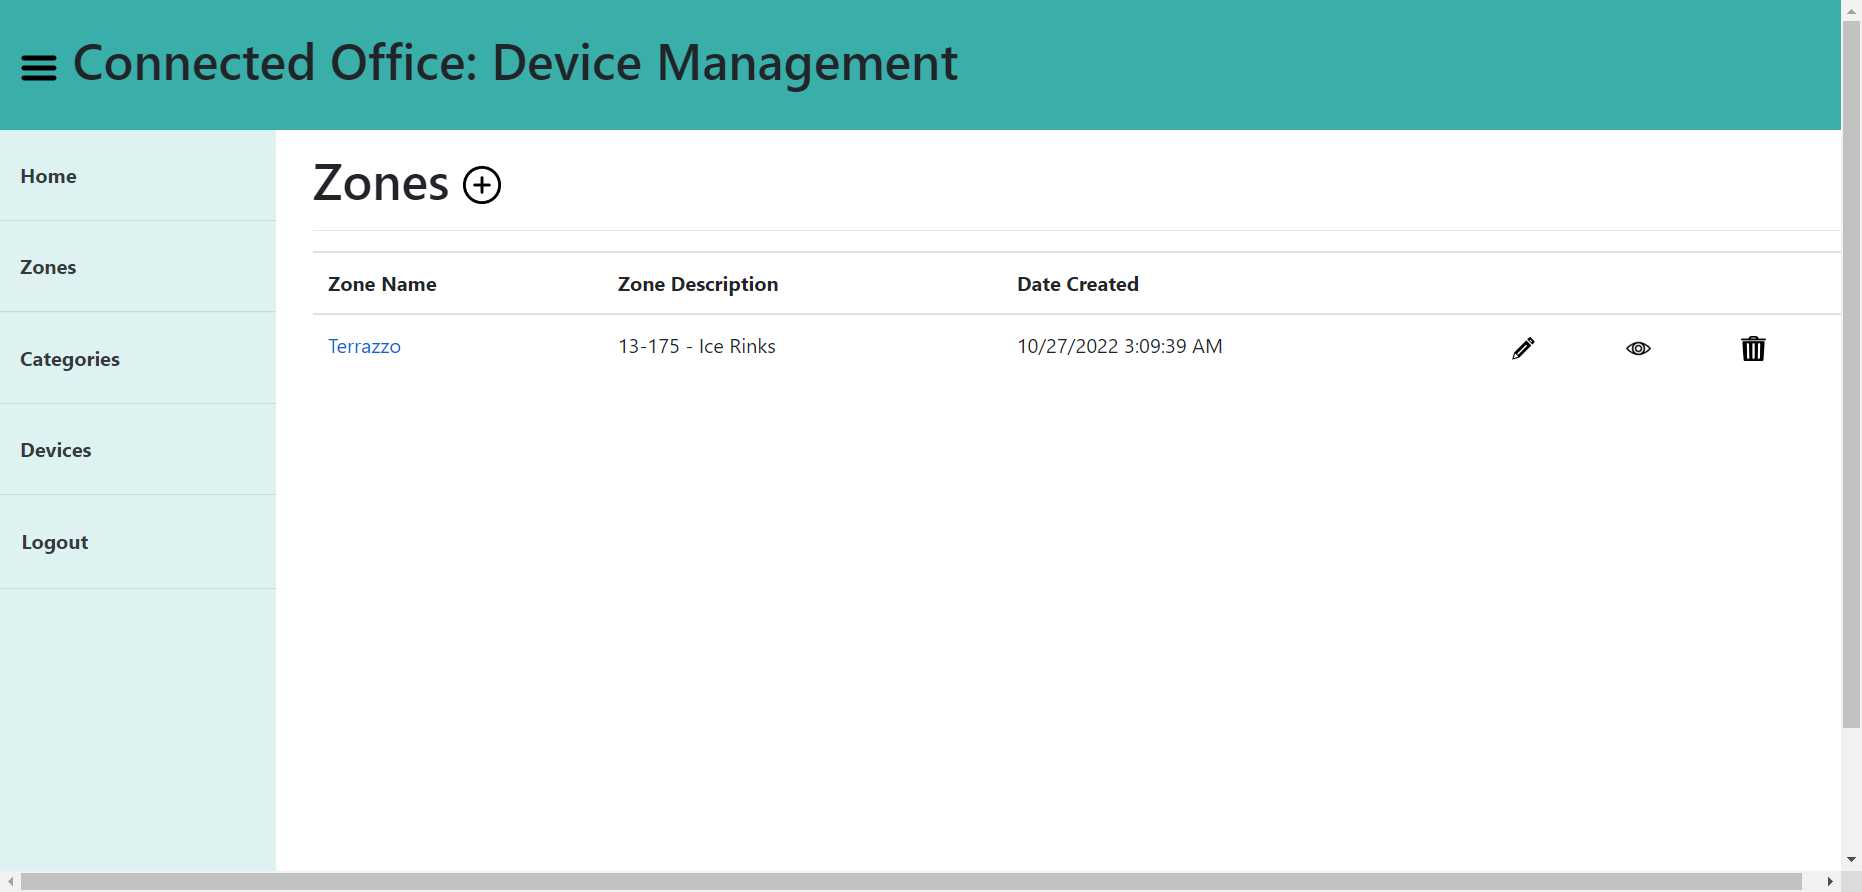 Connected Office: Device Management
Home
Zones
Categories
Devices
Logout
Zones
Zone Name Zone Description Date Created
Terrazzo 13-175 - Ice Rinks 10/27/2022 3:09:39 AM